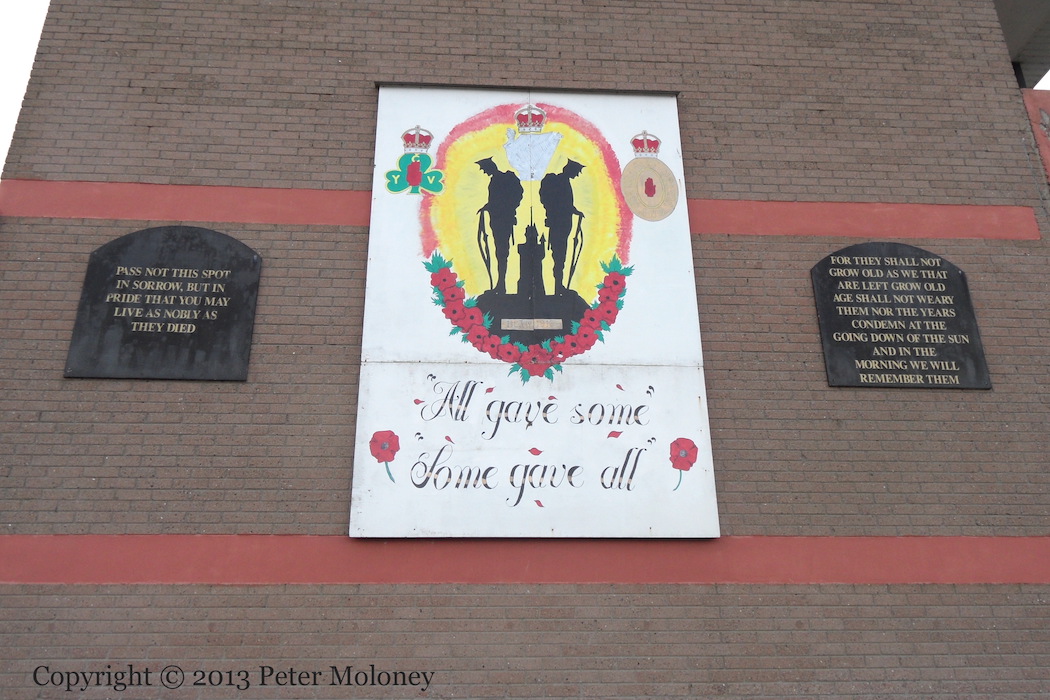 PASS NOT THIS SPOT
IN SORROW, BUT IN
PRIDE THAT YOU MAY
LIVE AS NOBLY AS
THEY DIED
Y V
"All gave some"
"Some gave all"
FOR THEY SHALL NOT
GROW OLD AS WE THAT
ARE LEFT GROW OLD
AGE SHALL NOT WEARY
THEM NOR THE YEARS
CONDEMN AT THE
GOING DOWN OF THE SUN
AND IN THE
MORNING WE WILL
REMEMBER THEM
Copyright © 2013 Peter Moloney